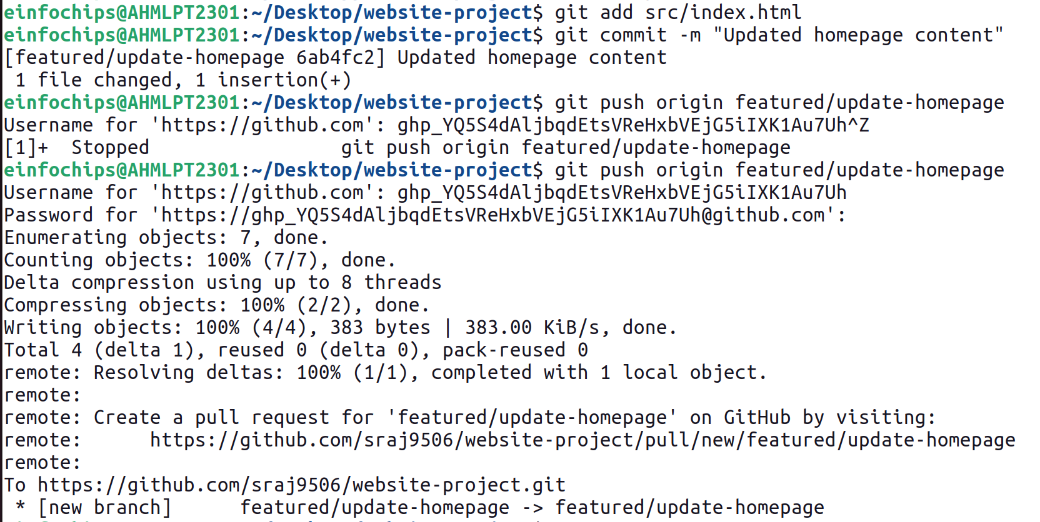 einfochips@AHMLPT2301:~/Desktop/website-project$ git add src/index.html
einfochips@AHMLPT2301:~/Desktop/website-project$ git commit -m "Updated homepage content"
[featured/update-homepage 6ab4fc2] Updated homepage content
 1 file changed, 1 insertion(+)
einfochips@AHMLPT2301:~/Desktop/website-project$ git push origin featured/update-homepage
Username for 'https://github.com': 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^Z
[1]+  Stopped                 git push origin featured/update-homepage
einfochips@AHMLPT2301:~/Desktop/website-project$ git push origin featured/update-homepage
Username for 'https://github.com': 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
Password for 'https://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@github.com':
Enumerating objects: 7, done.
Counting objects: 100% (7/7), done.
Delta compression using up to 8 threads
Compressing objects: 100% (2/2), done.
Writing objects: 100% (4/4), 383 bytes | 383.00 KiB/s, done.
Total 4 (delta 1), reused 0 (delta 0), pack-reused 0
remote: Resolving deltas: 100% (1/1), completed with 1 local object.
remote:
remote: Create a pull request for 'featured/update-homepage' on GitHub by visiting:
remote:      https://github.com/sraj9506/website-project/pull/new/featured/update-homepage
remote:
To https://github.com/sraj9506/website-project.git
 * [new branch]      featured/update-homepage -> featured/update-homepage